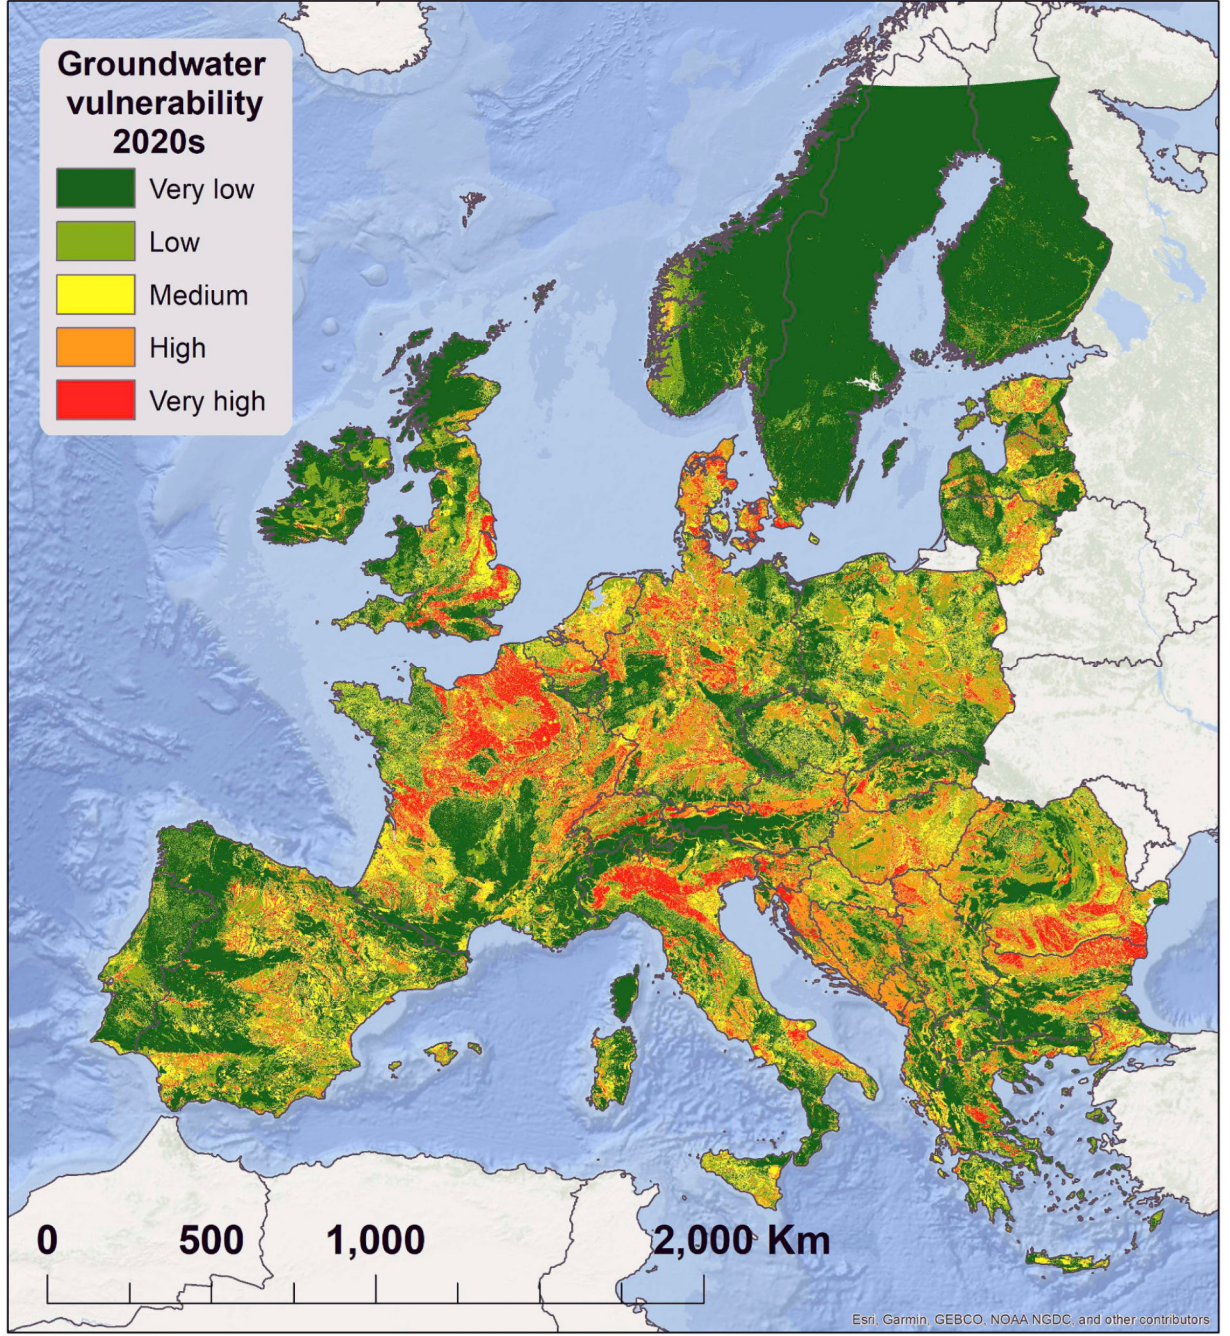 Groundwater
vulnerability
2020s
Very low
Low
Medium
High
Very high
0 500 1,000 2,000 Km
Esri, Garmin, GEBCO, NOAA NGDC, and other contributors